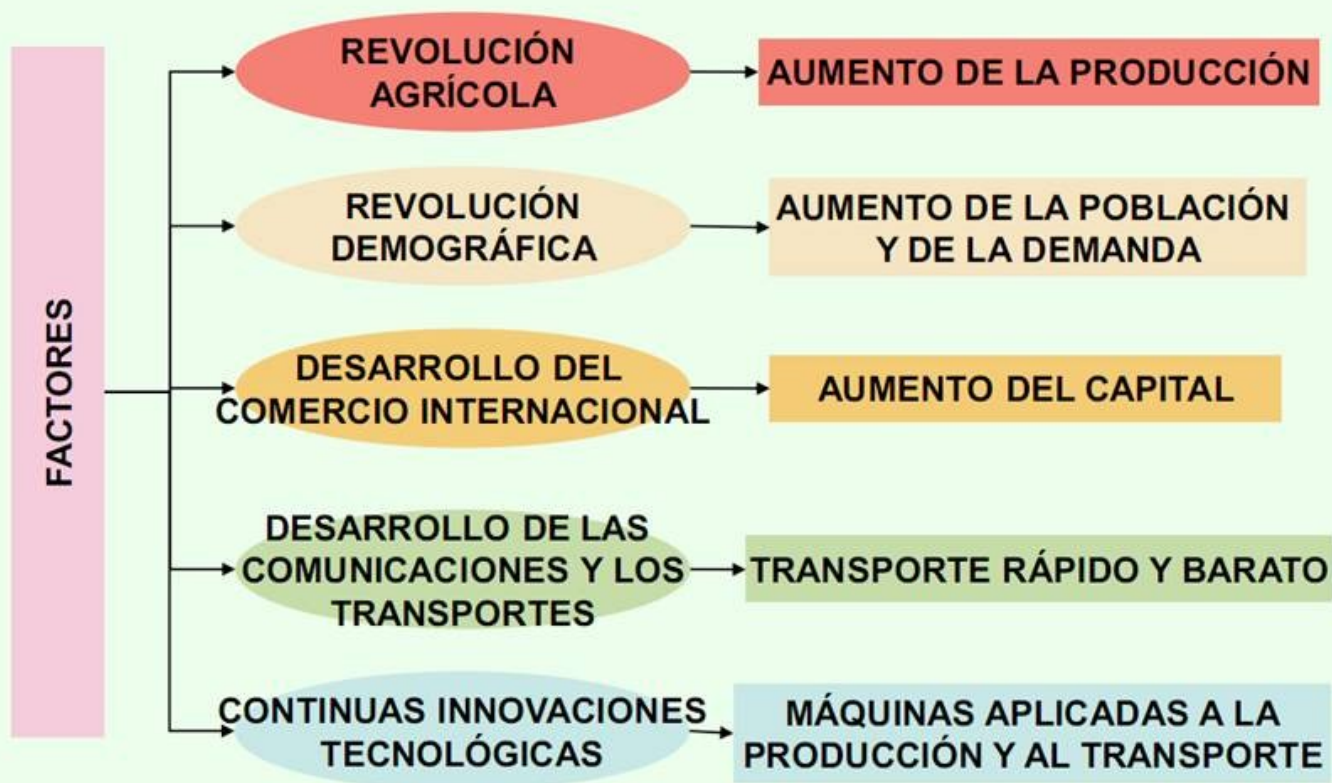 FACTORES
REVOLUCIÓN
AGRÍCOLA
AUMENTO DE LA PRODUCCIÓN
REVOLUCIÓN
DEMOGRÁFICA
AUMENTO DE LA POBLACIÓN
Y DE LA DEMANDA
DESARROLLO DEL
COMERCIO INTERNACIONAL
AUMENTO DEL CAPITAL
DESARROLLO DE LAS
COMUNICACIONES Y LOS
TRANSPORTES
TRANSPORTE RÁPIDO Y BARATO
CONTINUAS INNOVACIONES
TECNOLÓGICAS
MÁQUINAS APLICADAS A LA
PRODUCCIÓN Y AL TRANSPORTE